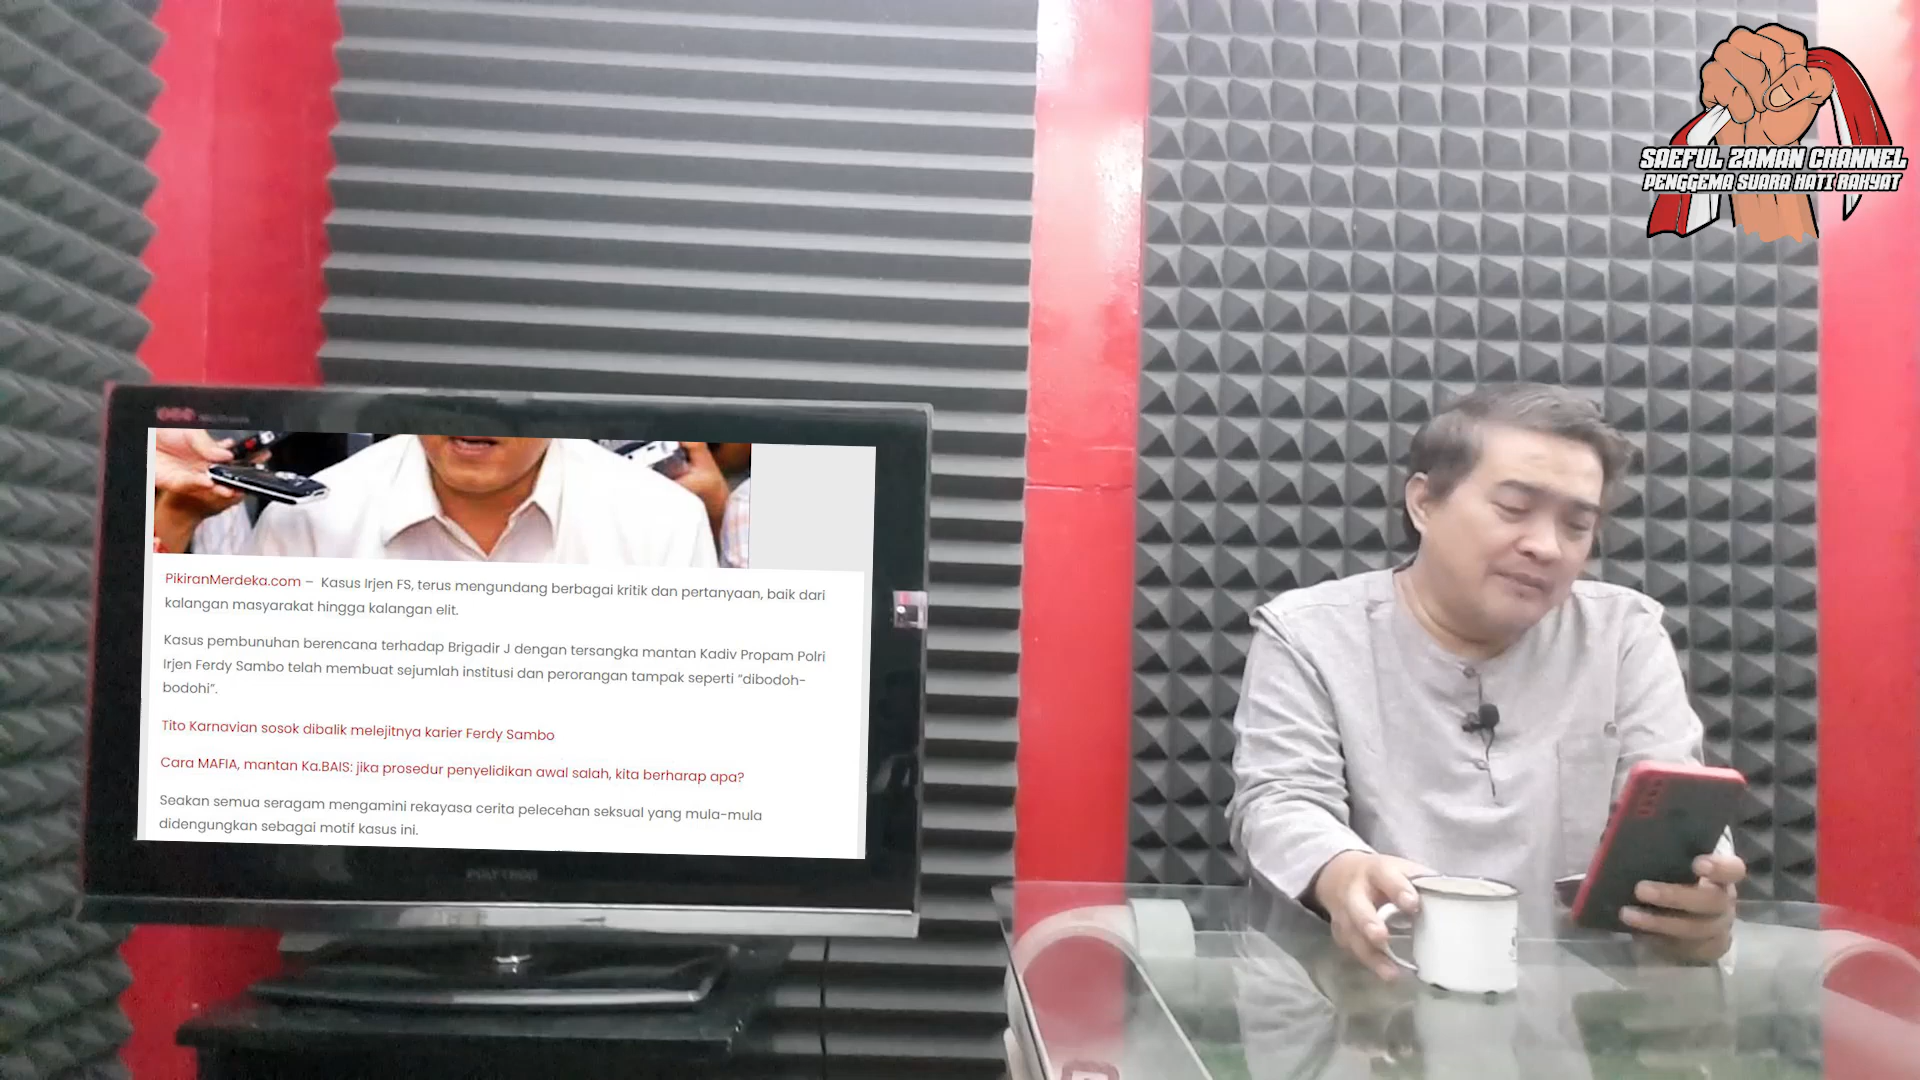 SAEFUL ZAMAN CHANNEL
PENGGEMA SUARA HATI RAKYAT
PikiranMerdeka.com – Kasus Irjen FS, terus mengundang berbagai kritik dan pertanyaan, baik dari
kalangan masyarakat hingga kalangan elit.
Kasus pembunuhan berencana terhadap Brigadir J dengan tersangka mantan Kadiv Propam Polri
Irjen Ferdy Sambo telah membuat sejumlah institusi dan perorangan tampak seperti “dibodoh-
bodohi”.
Tito Karnavian sosok dibalik melejitnya karier Ferdy Sambo
Cara MAFIA, mantan Ka.BAIS: jika prosedur penyelidikan awal salah, kita berharap apa?
Seakan semua seragam mengamini rekayasa cerita pelecehan seksual yang mula-mula
didengungkan sebagai motif kasus ini.
POLYTRON